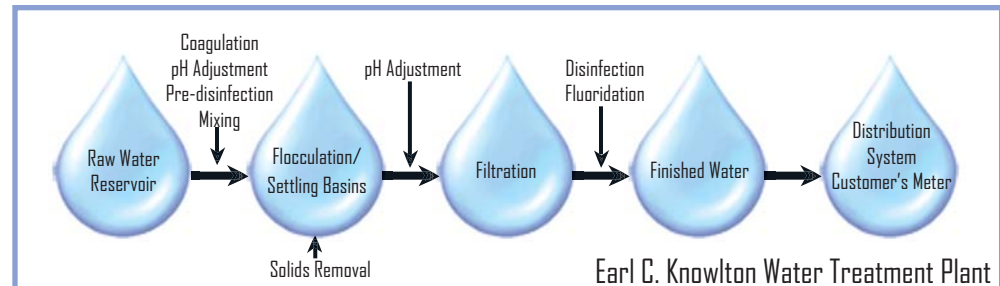 Coagulation
pH Adjustment
Pre-disinfection
Mixing
pH Adjustment
Disinfection
Fluoridation
Raw Water
Reservoir
Flocculation/
Settling Basins
Filtration
Finished Water
Distribution
System
Customer's Meter
Solids Removal
Earl C. Knowlton Water Treatment Plant